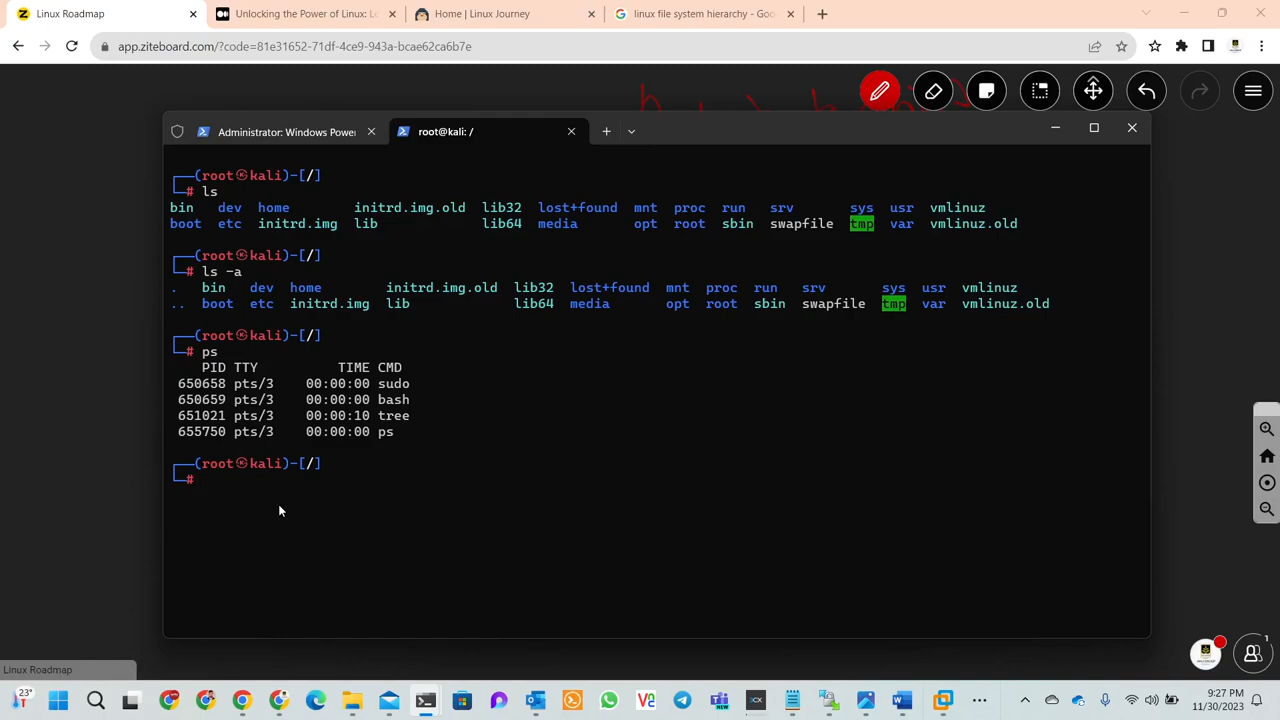 Linux Roadmap
Unlocking the Power of Linux: Le
Home | Linux Journey
linux file system hierarchy - Goo
app.ziteboard.com/?code=81e31652-71df-4ce9-943a-bcae62ca6b7e
Administrator: Windows Power
root@kali: /
┌──(root㉿kali)-[/]
└─# ls
bin dev home initrd.img.old lib32 lost+found mnt proc run srv sys usr vmlinuz
boot etc initrd.img lib lib64 media opt root sbin swapfile tmp var vmlinuz.old
┌──(root㉿kali)-[/]
└─# ls -a
. bin dev home initrd.img.old lib32 lost+found mnt proc run srv sys usr vmlinuz
.. boot etc initrd.img lib lib64 media opt root sbin swapfile tmp var vmlinuz.old
┌──(root㉿kali)-[/]
└─# ps
PID TTY TIME CMD
650658 pts/3 00:00:00 sudo
650659 pts/3 00:00:00 bash
651021 pts/3 00:00:10 tree
655750 pts/3 00:00:00 ps
┌──(root㉿kali)-[/]
└─#
1
Linux Roadmap
23°
9:27 PM
11/30/2023